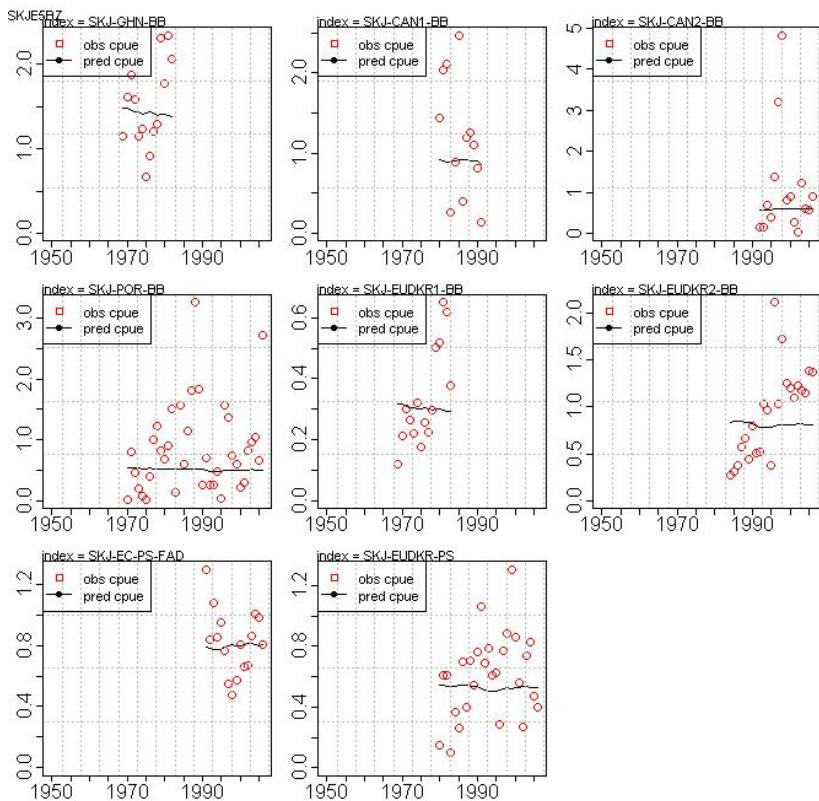 SKJE5BZ
index = SKJ-GHN-BB
obs cpue
pred cpue
0.0 1.0 2.0
1950 1970 1990
index = SKJ-CAN1-BB
obs cpue
pred cpue
0.0 1.0 2.0
1950 1970 1990
index = SKJ-CAN2-BB
obs cpue
pred cpue
0 1 2 3 4 5
1950 1970 1990
index = SKJ-POR-BB
obs cpue
pred cpue
0.0 1.0 2.0 3.0
1950 1970 1990
index = SKJ-EUDKR1-BB
obs cpue
pred cpue
0.0 0.2 0.4 0.6
1950 1970 1990
index = SKJ-EUDKR2-BB
obs cpue
pred cpue
0.0 0.5 1.0 1.5 2.0
1950 1970 1990
index = SKJ-EC-PS-FAD
obs cpue
pred cpue
0.0 0.4 0.8 1.2
1950 1970 1990
index = SKJ-EUDKR-PS
obs cpue
pred cpue
0.0 0.4 0.8 1.2
1950 1970 1990